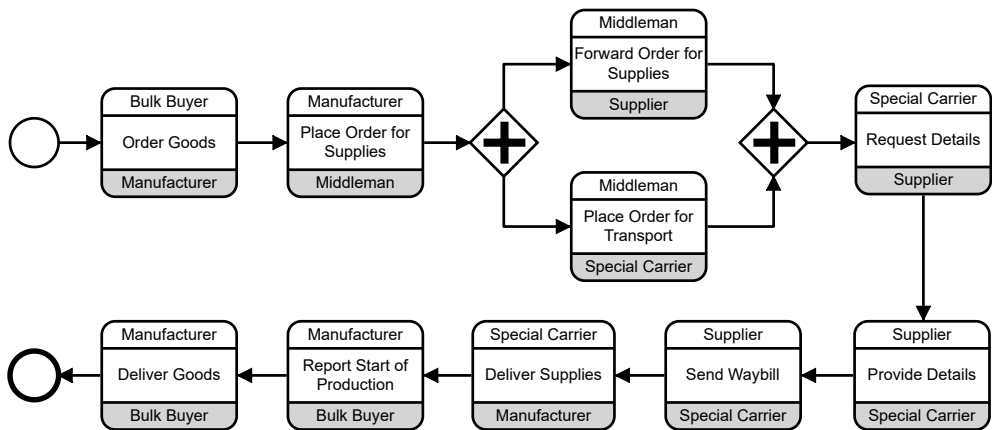 Bulk Buyer
Order Goods
Manufacturer
Manufacturer
Place Order for
Supplies
Middleman
Middleman
Forward Order for
Supplies
Supplier
Middleman
Place Order for
Transport
Special Carrier
Special Carrier
Request Details
Supplier
Supplier
Provide Details
Special Carrier
Supplier
Send Waybill
Special Carrier
Special Carrier
Deliver Supplies
Manufacturer
Manufacturer
Report Start of
Production
Bulk Buyer
Manufacturer
Deliver Goods
Bulk Buyer